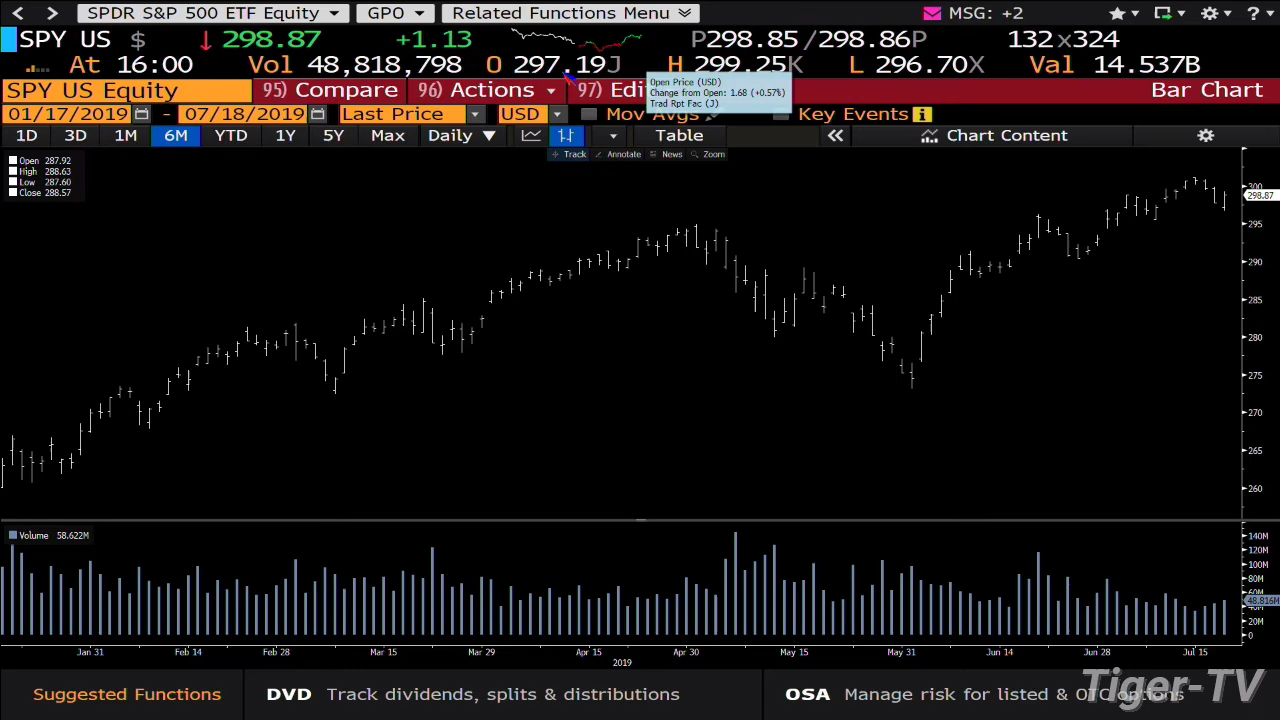 SPDR S&P 500 ETF Equity GPO Related Functions Menu MSG: +2 ?
SPY US $ ↓ 298.87 +1.13 P298.85/298.86P 132x324
At 16:00 Vol 48,818,798 O 297.19J H 299.25K L 296.70X Val 14.537B
Open Price (USD)
Change from Open: 1.68 (+0.57%)
Trad Rpt Fac (J)
SPY US Equity 95) Compare 96) Actions 97) Edi Bar Chart
01/17/2019 - 07/18/2019 Last Price USD Mov Avgs Key Events i
1D 3D 1M 6M YTD 1Y 5Y Max Daily ▼ Table « Chart Content
Track Annotate News Zoom
Open 287.92
High 288.63
Low 287.60
Close 288.57
300
298.87
295
290
285
280
275
270
265
260
Volume 58.622M
140M
120M
100M
80M
60M
48.816M
40M
20M
0
Jan 31 Feb 14 Feb 28 Mar 15 Mar 29 Apr 15 Apr 30 May 15 May 31 Jun 14 Jun 28 Jul 15
2019
Suggested Functions DVD Track dividends, splits & distributions OSA Manage risk for listed & OTC options
Tiger-TV